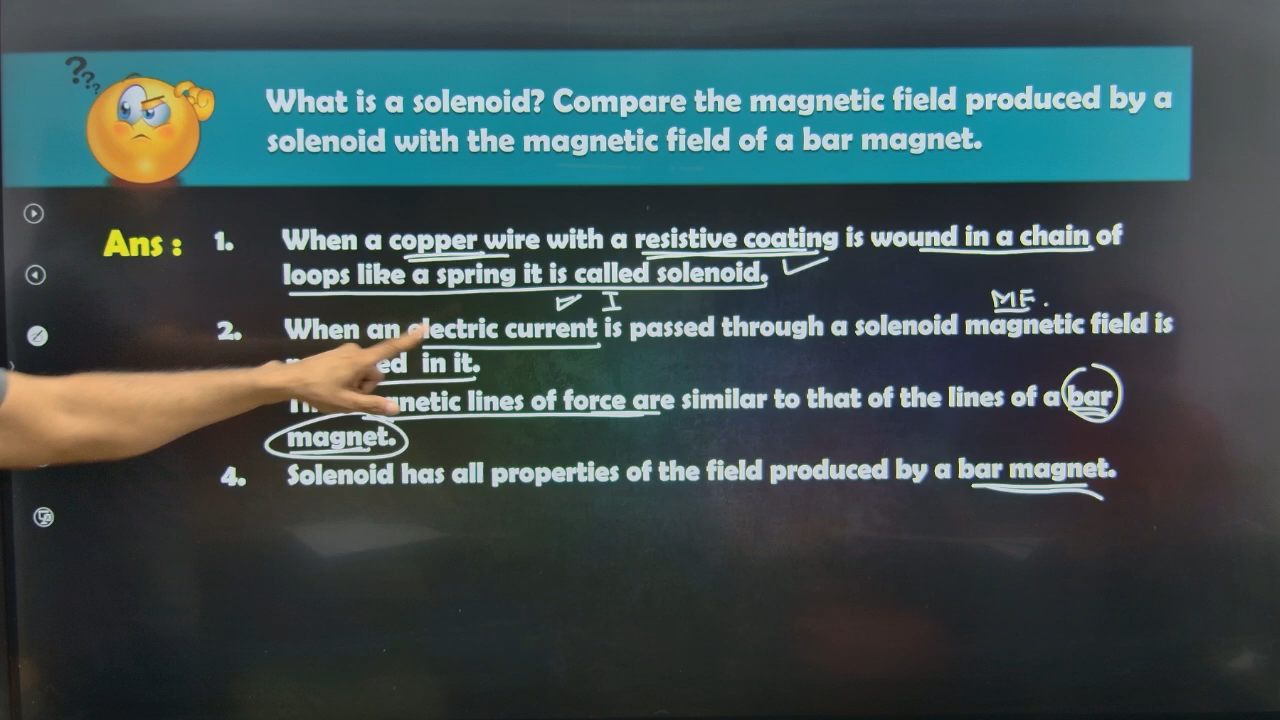 ???
What is a solenoid? Compare the magnetic field produced by a
solenoid with the magnetic field of a bar magnet.
Ans : 1. When a copper wire with a resistive coating is wound in a chain of
loops like a spring it is called solenoid.
I MF.
2. When an electric current is passed through a solenoid magnetic field is
in it.
lines of force are similar to that of the lines of a bar
magnet.
4. Solenoid has all properties of the field produced by a bar magnet.